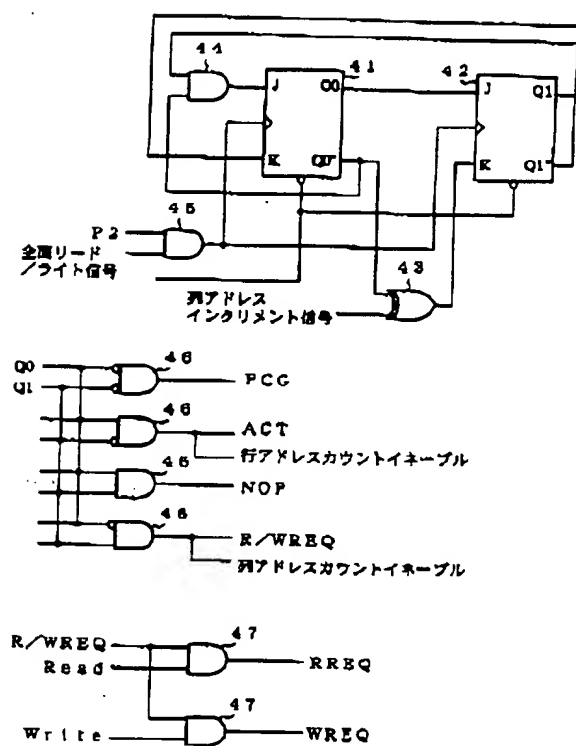 44
41
42
J
Q0
J
Q1
K
Q0
K
Q1
45
P2
全面リード
/ライト信号
43
列アドレス
インクリメント信号
Q0
Q1
46
PCG
46
ACT
行アドレスカウントイネーブル
46
NOP
46
R/WREQ
列アドレスカウントイネーブル
R/WREQ
Read
47
RREQ
47
Write
WREQ